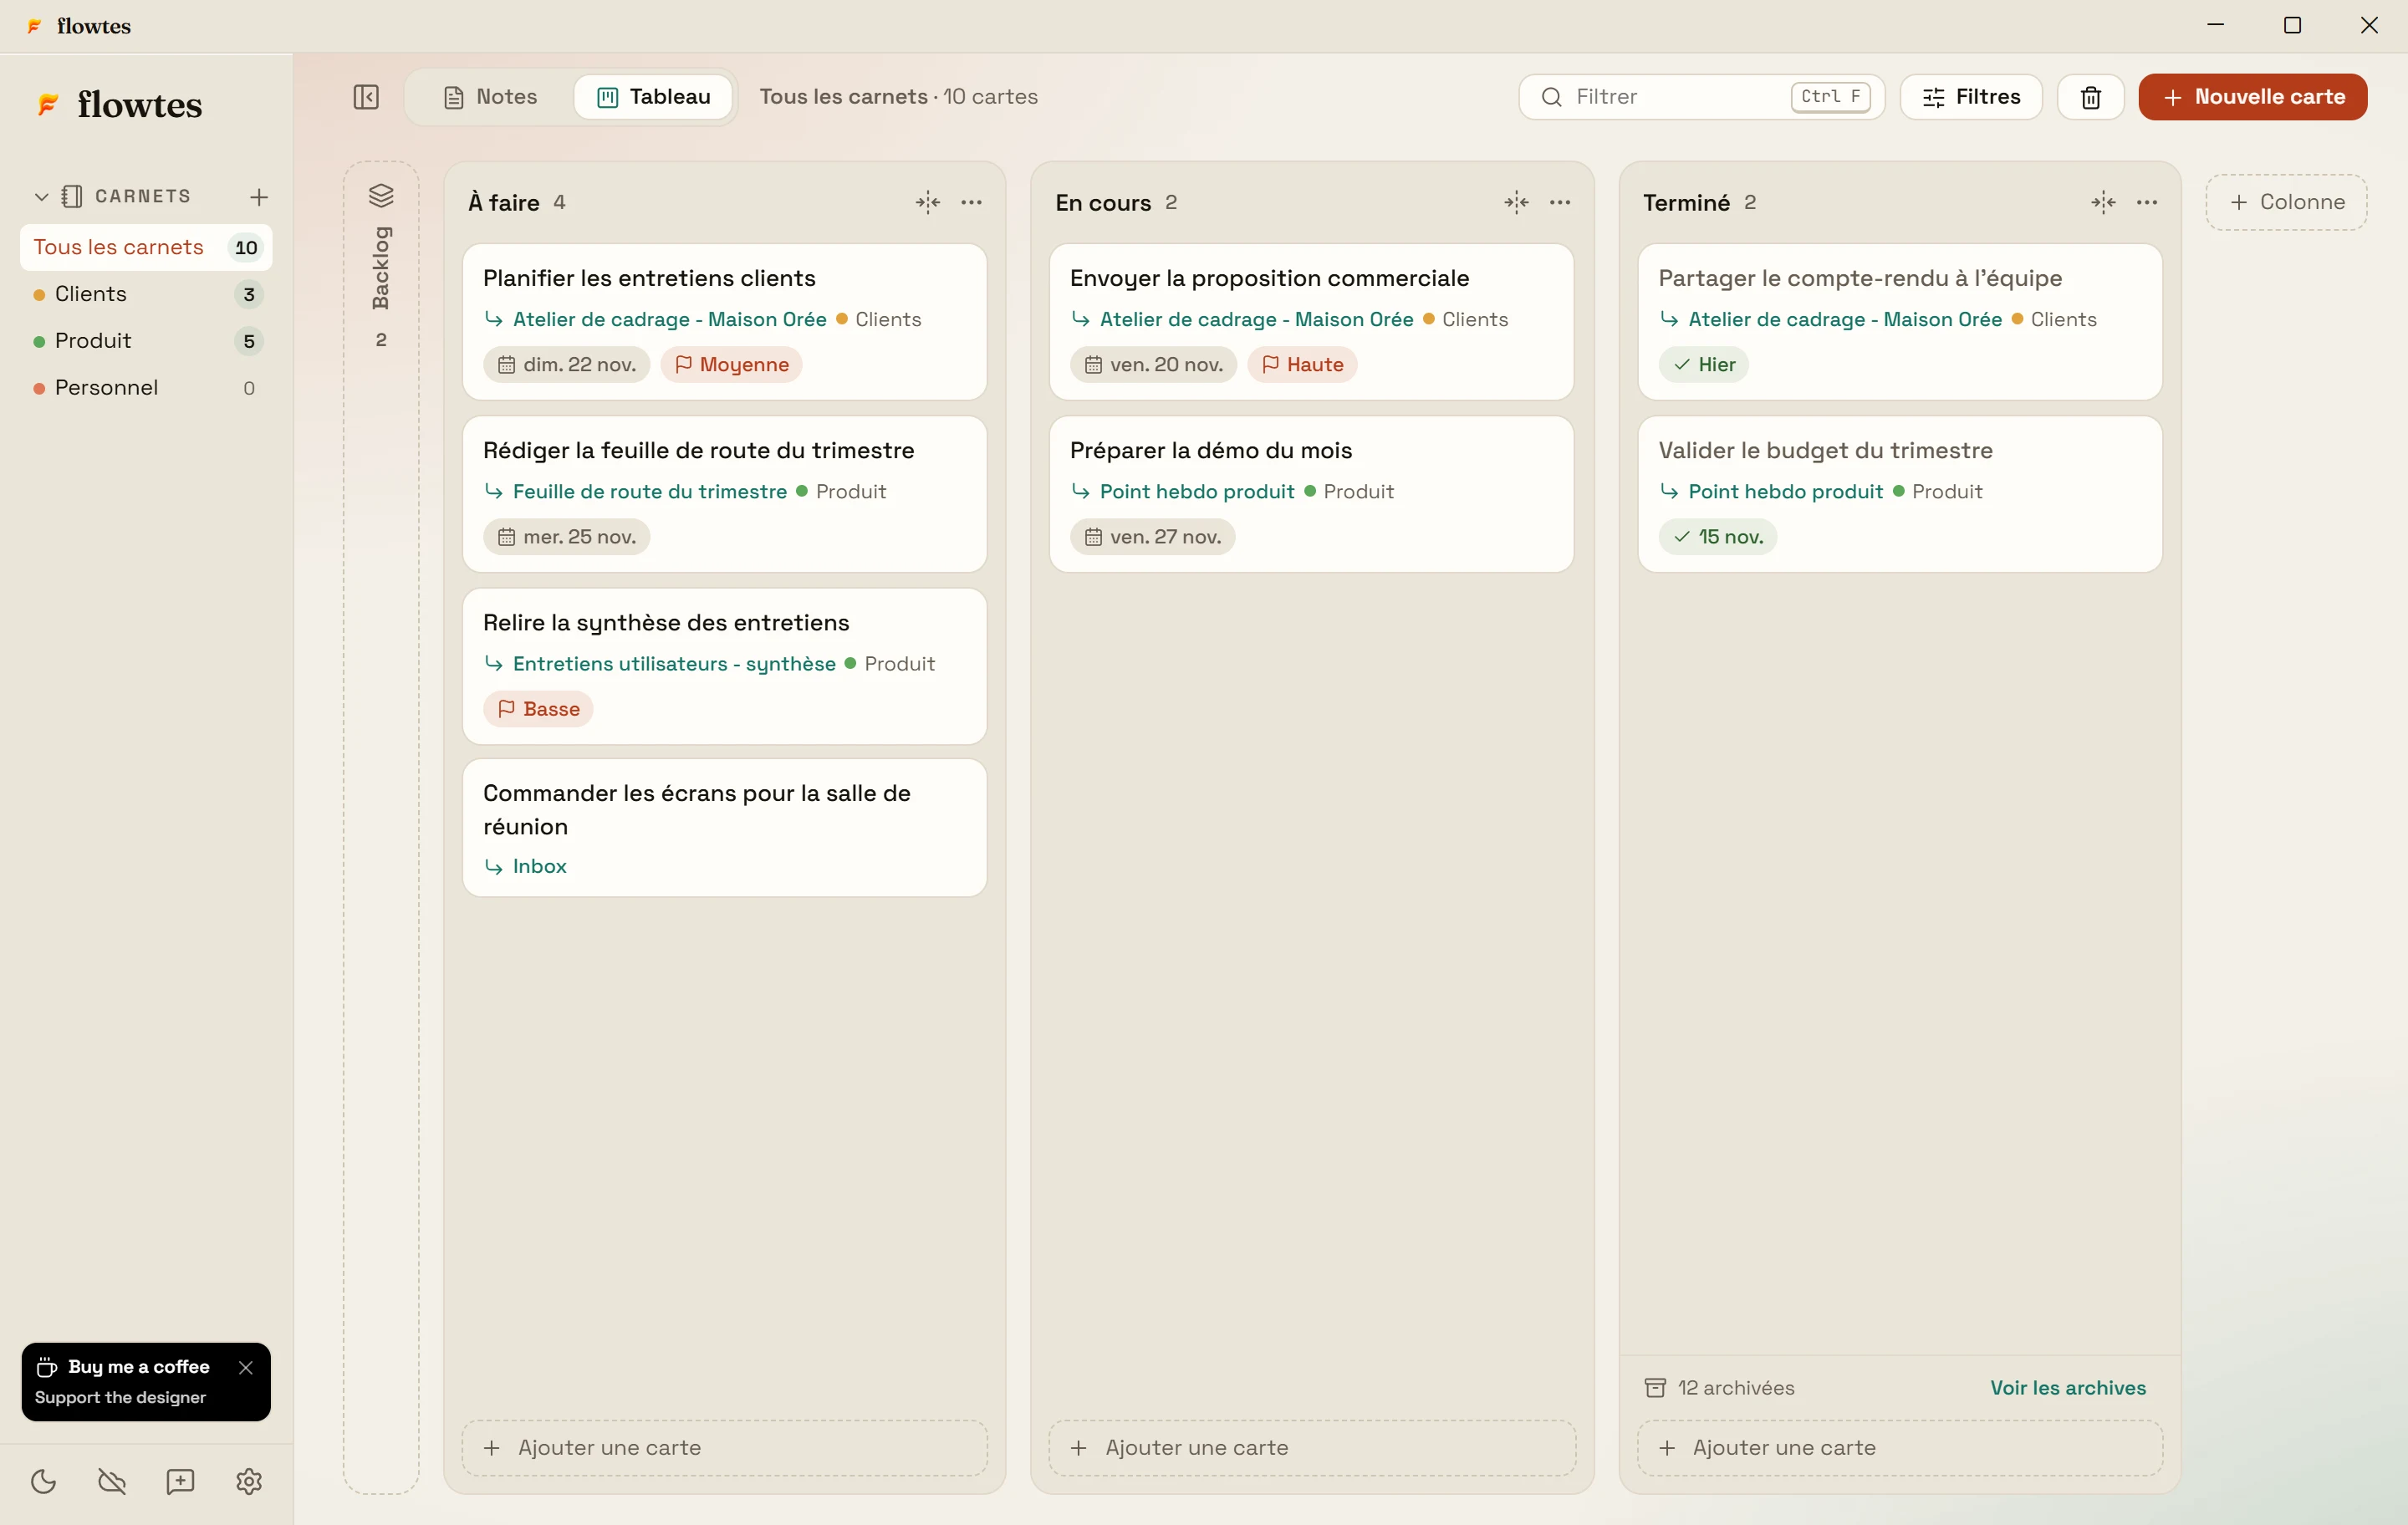 flowtes
flowtes
CARNETS
Tous les carnets 10
Clients 3
Produit 5
Personnel 0
Buy me a coffee
Support the designer
Notes
Tableau
Tous les carnets · 10 cartes
Filtrer
Ctrl F
Filtres
Nouvelle carte
Backlog
2
À faire 4
Planifier les entretiens clients
Atelier de cadrage - Maison Orée Clients
dim. 22 nov. Moyenne
Rédiger la feuille de route du trimestre
Feuille de route du trimestre Produit
mer. 25 nov.
Relire la synthèse des entretiens
Entretiens utilisateurs - synthèse Produit
Basse
Commander les écrans pour la salle de
réunion
Inbox
Ajouter une carte
En cours 2
Envoyer la proposition commerciale
Atelier de cadrage - Maison Orée Clients
ven. 20 nov. Haute
Préparer la démo du mois
Point hebdo produit Produit
ven. 27 nov.
Ajouter une carte
Terminé 2
Partager le compte-rendu à l’équipe
Atelier de cadrage - Maison Orée Clients
Hier
Valider le budget du trimestre
Point hebdo produit Produit
15 nov.
12 archivées Voir les archives
Ajouter une carte
Colonne